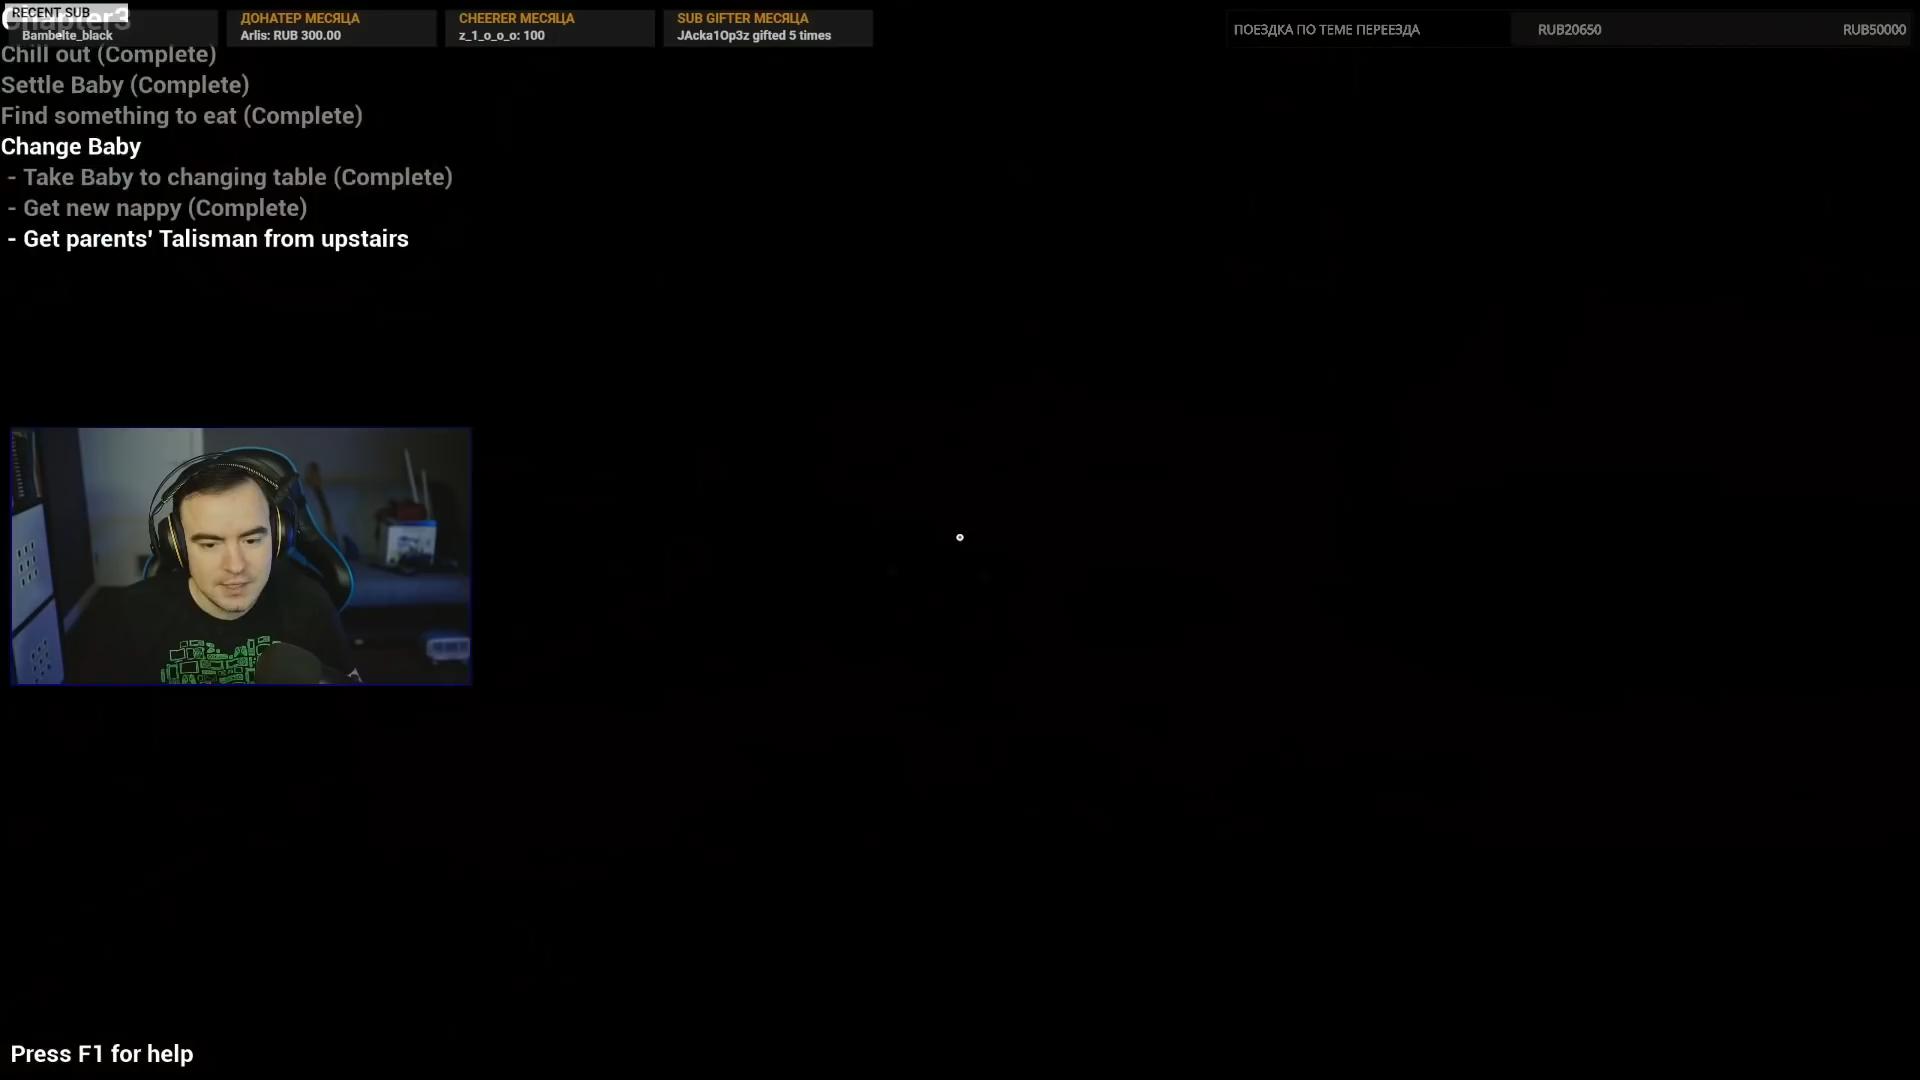 RECENT SUB
Bambelte_black
ДОНАТЕР МЕСЯЦА
Arlis: RUB 300.00
CHEERER МЕСЯЦА
z_1_o_o_o: 100
SUB GIFTER МЕСЯЦА
JAcka1Op3z gifted 5 times
ПОЕЗДКА ПО ТЕМЕ ПЕРЕЕЗДА
RUB20650
RUB50000
Chapter3
Chill out (Complete)
Settle Baby (Complete)
Find something to eat (Complete)
Change Baby
- Take Baby to changing table (Complete)
- Get new nappy (Complete)
- Get parents' Talisman from upstairs
Press F1 for help